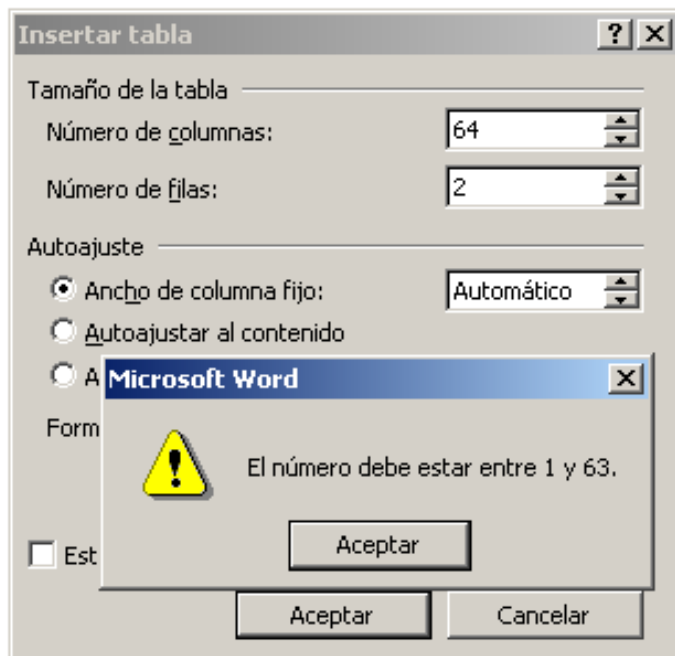 Insertar tabla
Tamaño de la tabla
Número de columnas: 64
Número de filas: 2
Autoajuste
Ancho de columna fijo: Automático
Autoajustar al contenido
A
Microsoft Word
Form
El número debe estar entre 1 y 63.
Aceptar
Est
Aceptar Cancelar